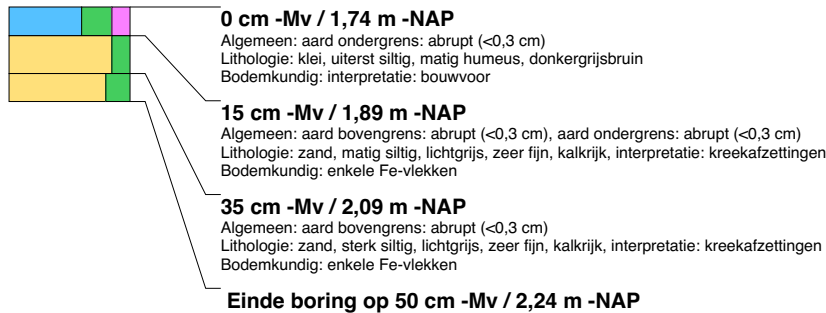 0 cm -Mv / 1,74 m -NAP
Algemeen: aard ondergrens: abrupt (<0,3 cm)
Lithologie: klei, uiterst siltig, matig humeus, donkergrijsbruin
Bodemkundig: interpretatie: bouwvoor
15 cm -Mv / 1,89 m -NAP
Algemeen: aard bovengrens: abrupt (<0,3 cm), aard ondergrens: abrupt (<0,3 cm)
Lithologie: zand, matig siltig, lichtgrijs, zeer fijn, kalkrijk, interpretatie: kreekafzettingen
Bodemkundig: enkele Fe-vlekken
35 cm -Mv / 2,09 m -NAP
Algemeen: aard bovengrens: abrupt (<0,3 cm)
Lithologie: zand, sterk siltig, lichtgrijs, zeer fijn, kalkrijk, interpretatie: kreekafzettingen
Bodemkundig: enkele Fe-vlekken
Einde boring op 50 cm -Mv / 2,24 m -NAP